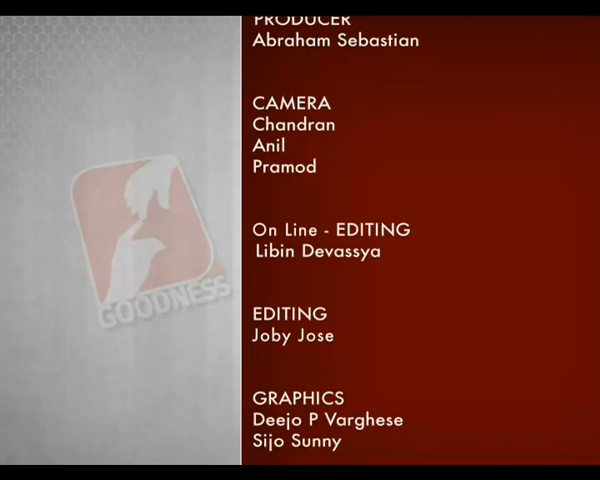 PRODUCER
Abraham Sebastian
CAMERA
Chandran
Anil
Pramod
On Line - EDITING
Libin Devassya
EDITING
Joby Jose
GRAPHICS
Deejo P Varghese
Sijo Sunny
GOODNESS